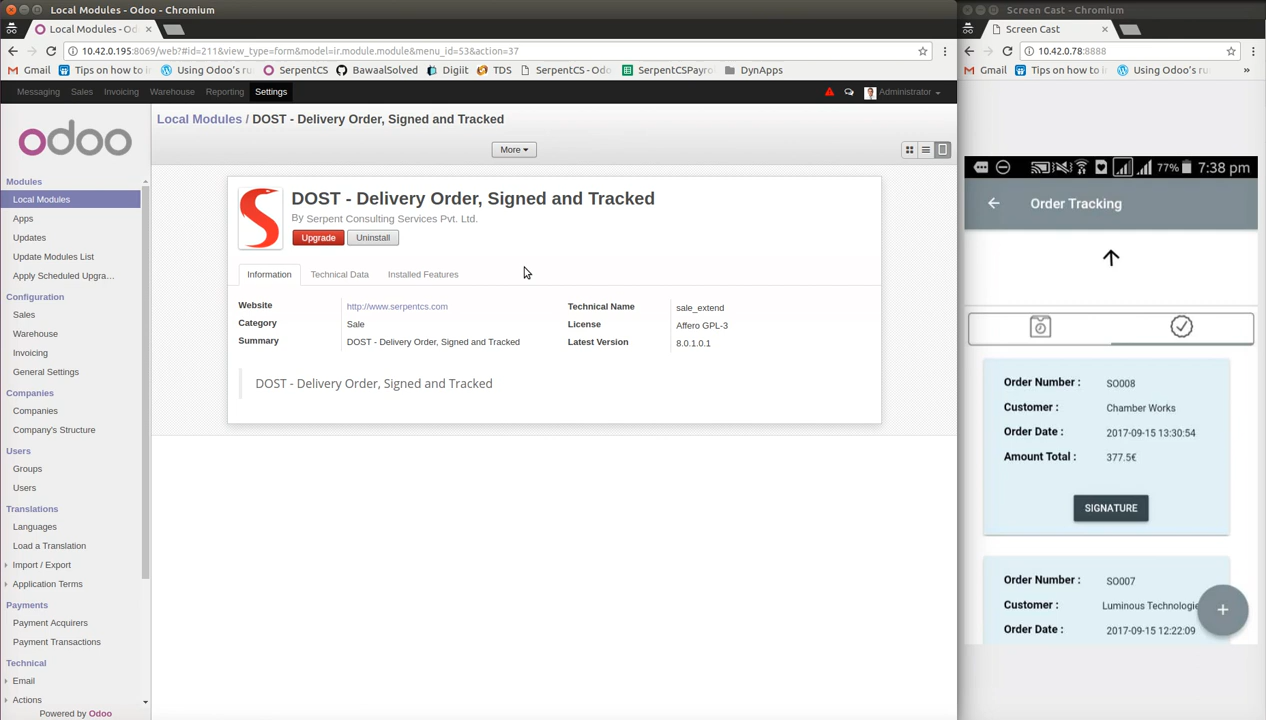 Local Modules - Odoo - Chromium
Local Modules - Od
10.42.0.195:8069/web?#id=211&view_type=form&model=ir.module.module&menu_id=53&action=37
Gmail
Tips on how to i
Using Odoo's ru
SerpentCS
BawaalSolved
Digiit
TDS
SerpentCS - Odo
SerpentCSPayro
DynApps
Messaging
Sales
Invoicing
Warehouse
Reporting
Settings
Administrator
odoo
Modules
Local Modules
Apps
Updates
Update Modules List
Apply Scheduled Upgra...
Configuration
Sales
Warehouse
Invoicing
General Settings
Companies
Companies
Company's Structure
Users
Groups
Users
Translations
Languages
Load a Translation
Import / Export
Application Terms
Payments
Payment Acquirers
Payment Transactions
Technical
Email
Actions
Powered by Odoo
Local Modules / DOST - Delivery Order, Signed and Tracked
More
DOST - Delivery Order, Signed and Tracked
By Serpent Consulting Services Pvt. Ltd.
Upgrade
Uninstall
Information
Technical Data
Installed Features
Website http://www.serpentcs.com
Category Sale
Summary DOST - Delivery Order, Signed and Tracked
Technical Name sale_extend
License Affero GPL-3
Latest Version 8.0.1.0.1
DOST - Delivery Order, Signed and Tracked
Screen Cast - Chromium
Screen Cast
10.42.0.78:8888
Gmail
Tips on how to i
Using Odoo's ru
»
77% 7:38 pm
Order Tracking
Order Number : SO008
Customer : Chamber Works
Order Date : 2017-09-15 13:30:54
Amount Total : 377.5€
SIGNATURE
Order Number : SO007
Customer : Luminous Technologie
Order Date : 2017-09-15 12:22:09